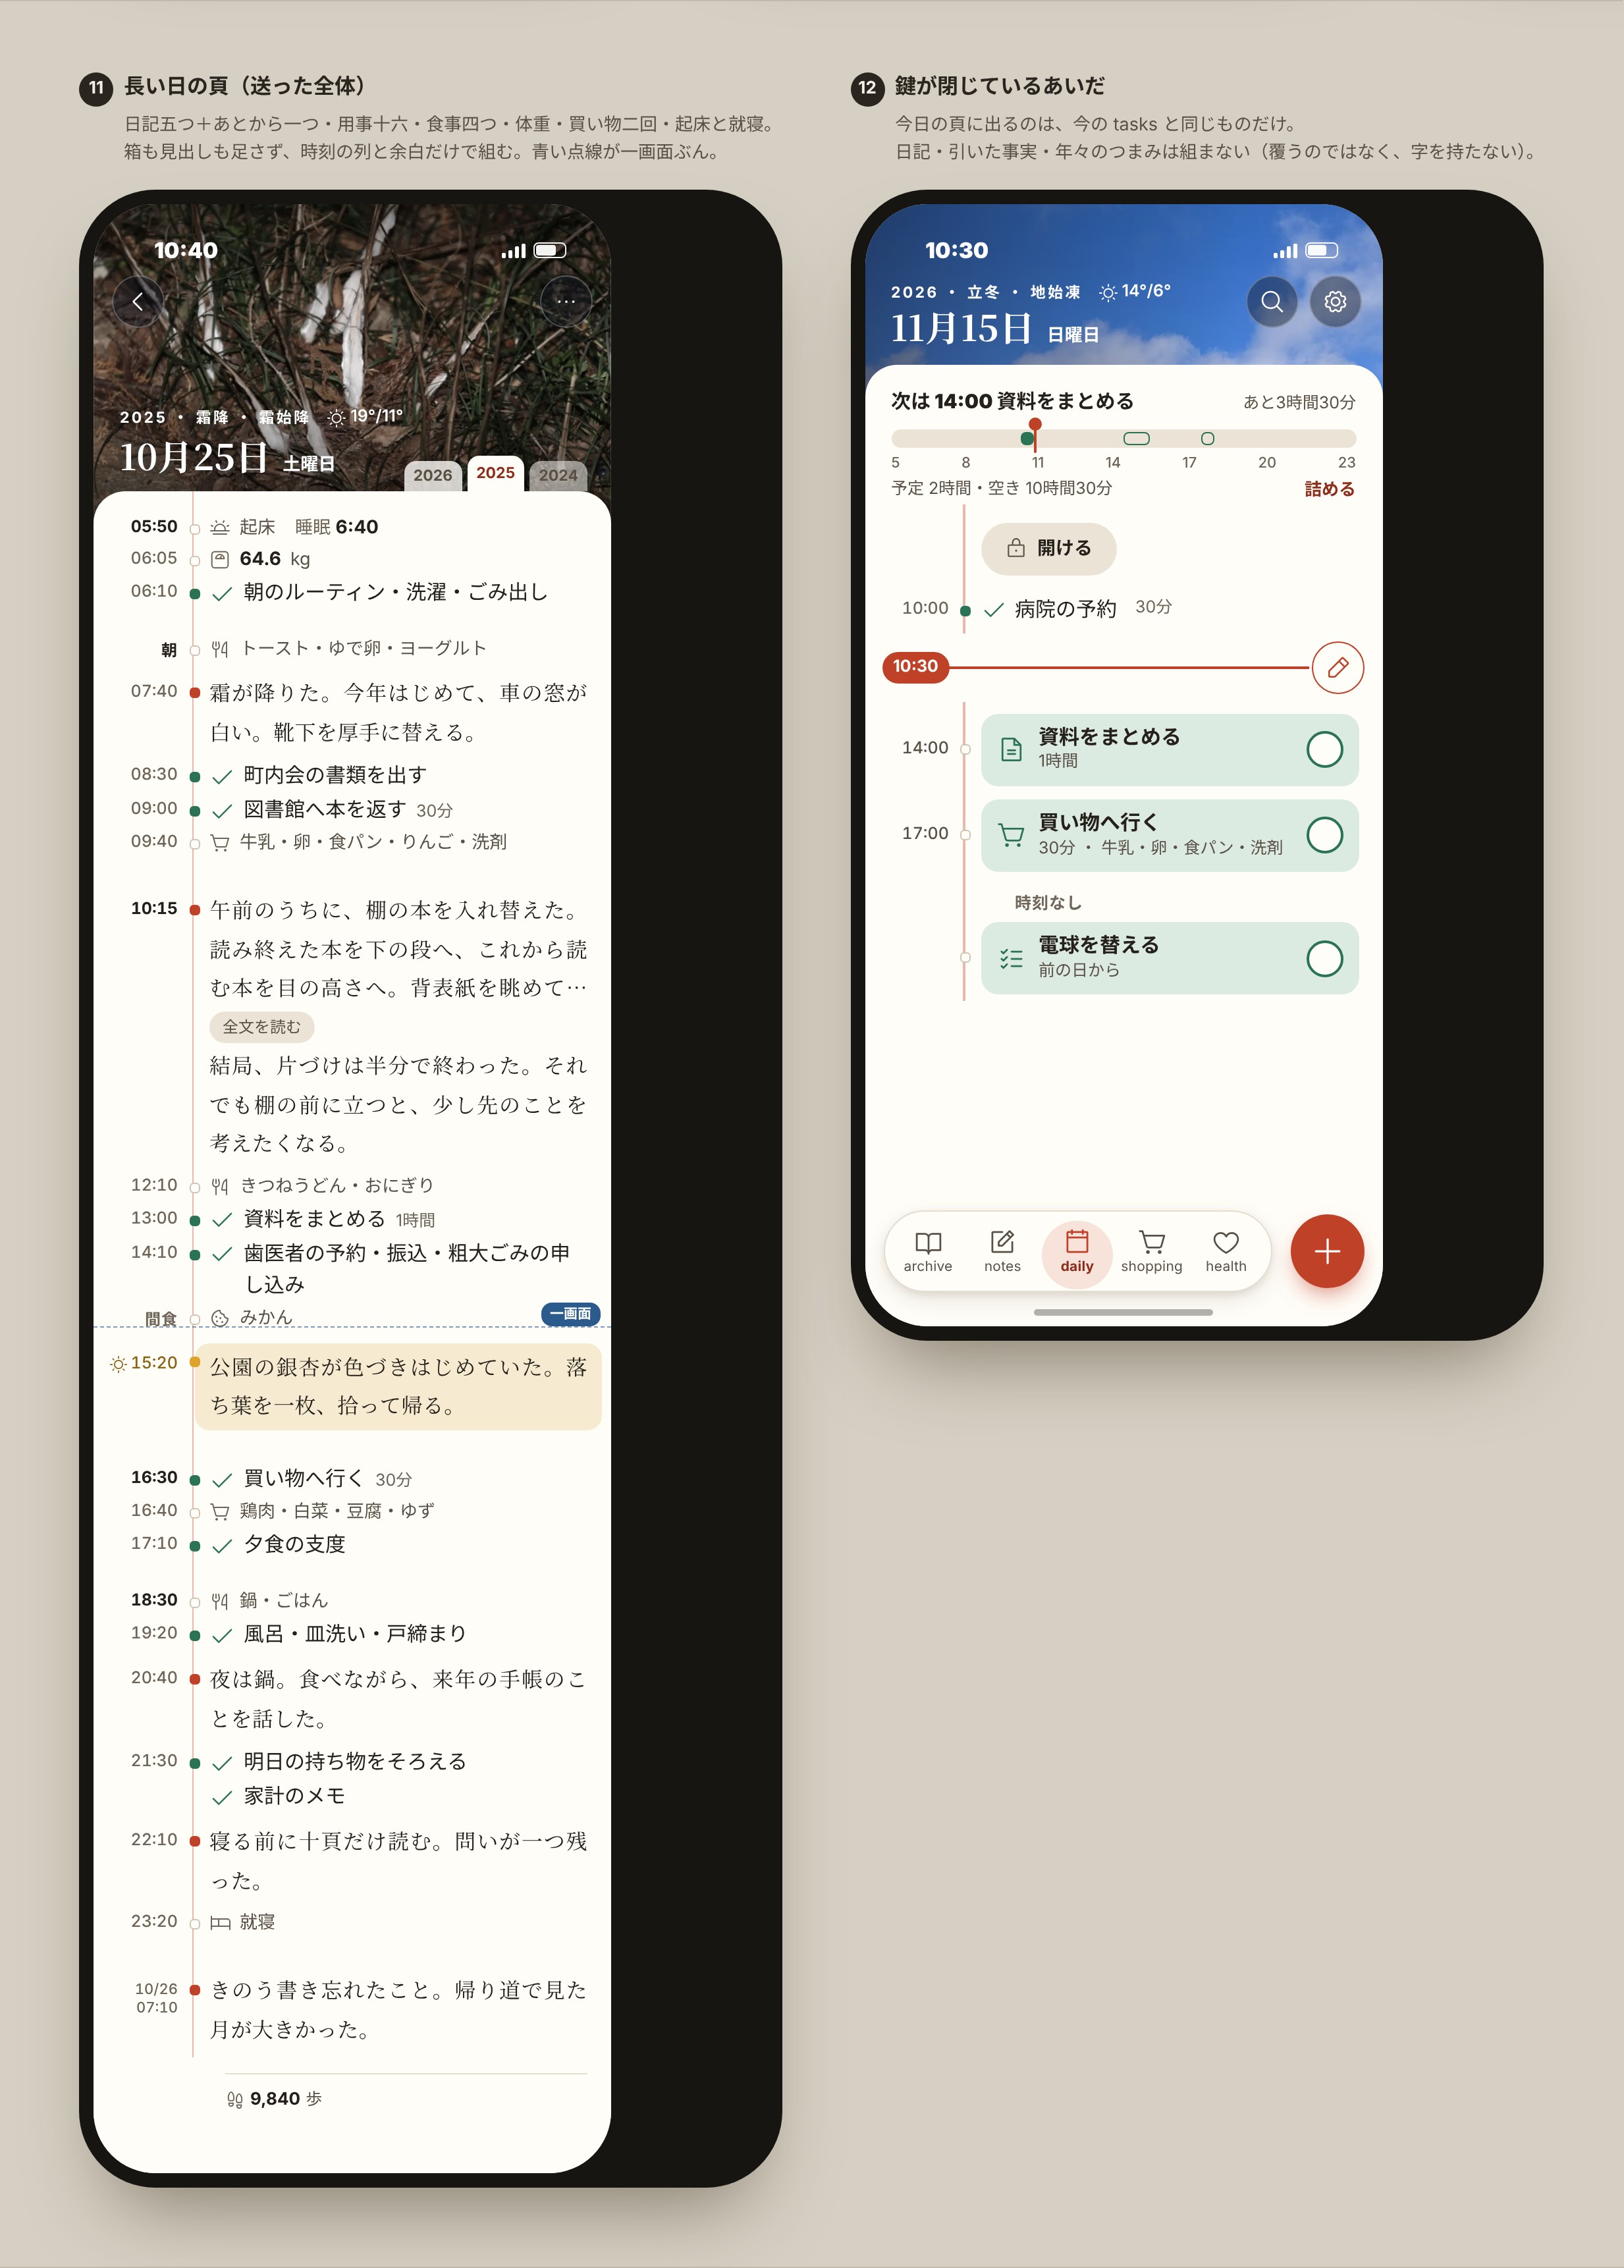 11 長い日の頁（送った全体）
日記五つ＋あとから一つ・用事十六・食事四つ・体重・買い物二回・起床と就寝。
箱も見出しも足さず、時刻の列と余白だけで組む。青い点線が一画面ぶん。
10:40
2025 ・ 霜降 ・ 霜始降 19°/11°
10月25日 土曜日
2026 2025 2024
05:50 起床 睡眠 6:40
06:05 64.6 kg
06:10 朝のルーティン・洗濯・ごみ出し
朝 トースト・ゆで卵・ヨーグルト
07:40 霜が降りた。今年はじめて、車の窓が
白い。靴下を厚手に替える。
08:30 町内会の書類を出す
09:00 図書館へ本を返す 30分
09:40 牛乳・卵・食パン・りんご・洗剤
10:15 午前のうちに、棚の本を入れ替えた。
読み終えた本を下の段へ、これから読
む本を目の高さへ。背表紙を眺めて…
全文を読む
結局、片づけは半分で終わった。それ
でも棚の前に立つと、少し先のことを
考えたくなる。
12:10 きつねうどん・おにぎり
13:00 資料をまとめる 1時間
14:10 歯医者の予約・振込・粗大ごみの申
し込み
間食 みかん 一画面
15:20 公園の銀杏が色づきはじめていた。落
ち葉を一枚、拾って帰る。
16:30 買い物へ行く 30分
16:40 鶏肉・白菜・豆腐・ゆず
17:10 夕食の支度
18:30 鍋・ごはん
19:20 風呂・皿洗い・戸締まり
20:40 夜は鍋。食べながら、来年の手帳のこ
とを話した。
21:30 明日の持ち物をそろえる
家計のメモ
22:10 寝る前に十頁だけ読む。問いが一つ残
った。
23:20 就寝
10/26 きのう書き忘れたこと。帰り道で見た
07:10 月が大きかった。
9,840 歩
12 鍵が閉じているあいだ
今日の頁に出るのは、今の tasks と同じものだけ。
日記・引いた事実・年々のつまみは組まない（覆うのではなく、字を持たない）。
10:30
2026 ・ 立冬 ・ 地始凍 14°/6°
11月15日 日曜日
次は 14:00 資料をまとめる あと3時間30分
5 8 11 14 17 20 23
予定 2時間・空き 10時間30分 詰める
開ける
10:00 病院の予約 30分
10:30
14:00 資料をまとめる
1時間
17:00 買い物へ行く
30分 ・ 牛乳・卵・食パン・洗剤
時刻なし
電球を替える
前の日から
archive notes daily shopping health